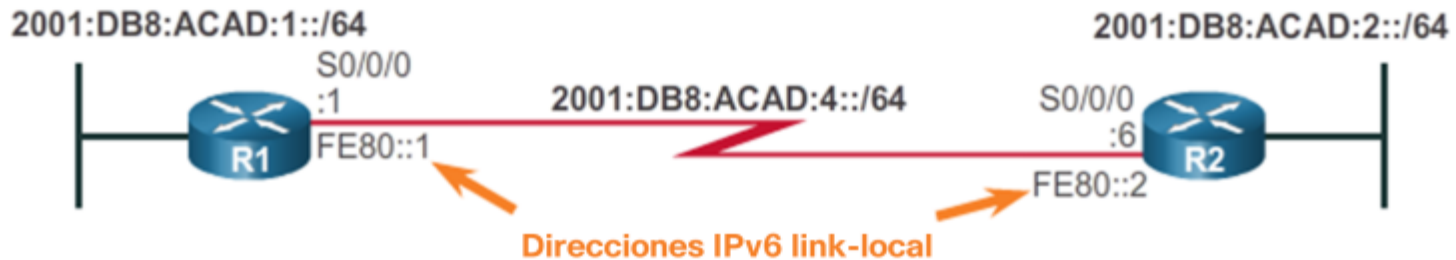 2001:DB8:ACAD:1::/64
2001:DB8:ACAD:2::/64
S0/0/0
:1
FE80::1
R1
2001:DB8:ACAD:4::/64
S0/0/0
:6
FE80::2
R2
Direcciones IPv6 link-local